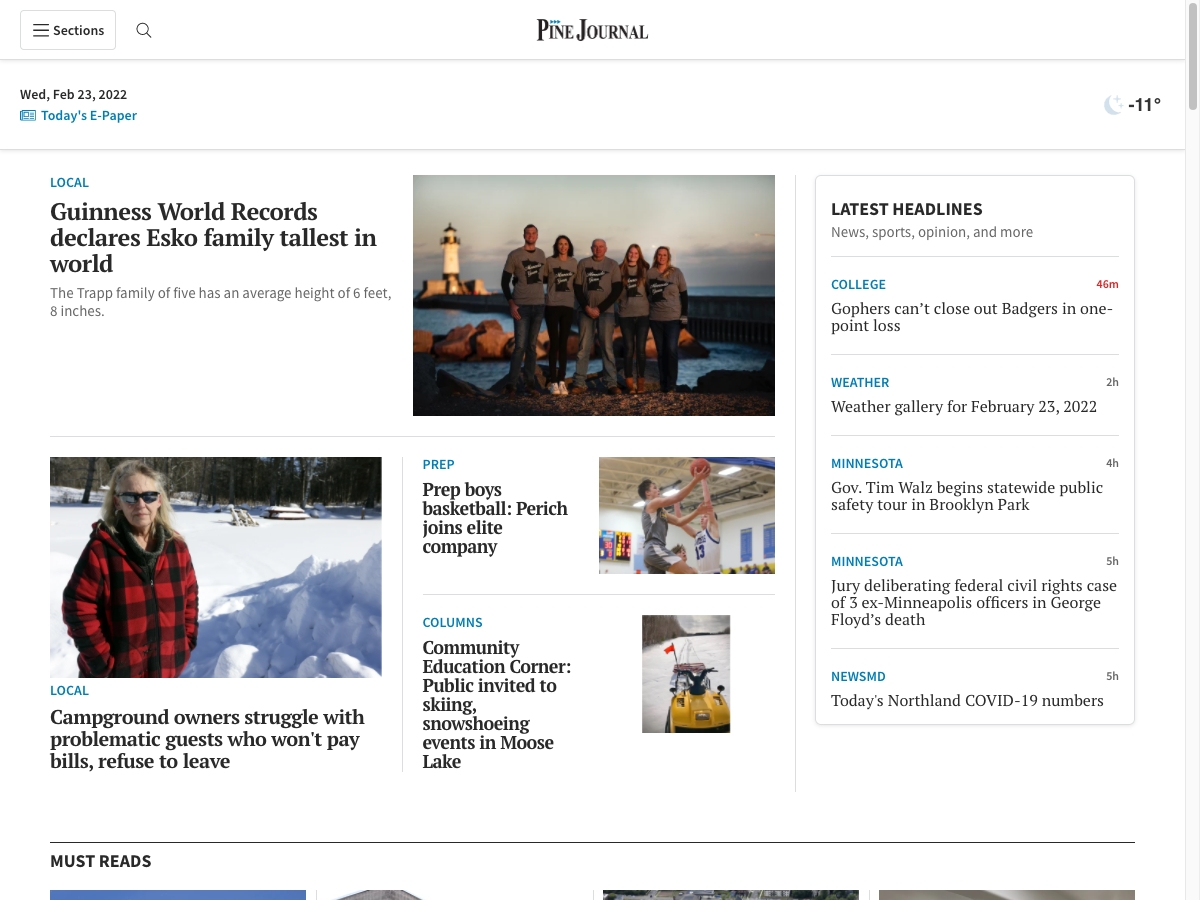 Sections
PINE JOURNAL
Wed, Feb 23, 2022
Today's E-Paper
-11°
LOCAL
Guinness World Records
declares Esko family tallest in
world
The Trapp family of five has an average height of 6 feet,
8 inches.
PREP
Prep boys
basketball: Perich
joins elite
company
13
COLUMNS
Community
Education Corner:
Public invited to
skiing,
snowshoeing
events in Moose
Lake
LOCAL
Campground owners struggle with
problematic guests who won't pay
bills, refuse to leave
LATEST HEADLINES
News, sports, opinion, and more
COLLEGE
46m
Gophers can’t close out Badgers in one-
point loss
WEATHER
2h
Weather gallery for February 23, 2022
MINNESOTA
4h
Gov. Tim Walz begins statewide public
safety tour in Brooklyn Park
MINNESOTA
5h
Jury deliberating federal civil rights case
of 3 ex-Minneapolis officers in George
Floyd’s death
NEWSMD
5h
Today's Northland COVID-19 numbers
MUST READS